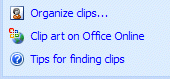 Organize clips...
Clip art on Office Online
Tips for finding clips